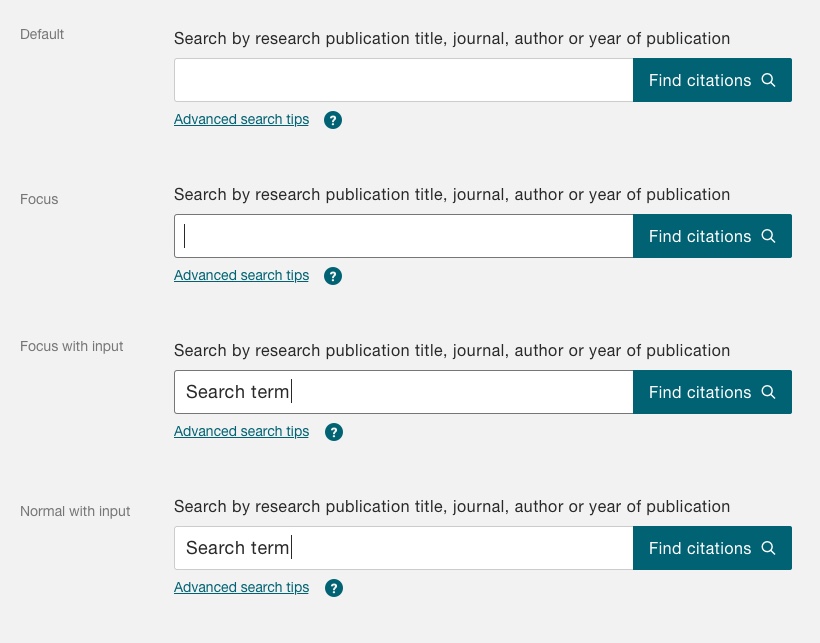 Default
Search by research publication title, journal, author or year of publication
Find citations
Advanced search tips ?
Focus
Search by research publication title, journal, author or year of publication
Find citations
Advanced search tips ?
Focus with input
Search by research publication title, journal, author or year of publication
Search term Find citations
Advanced search tips ?
Normal with input
Search by research publication title, journal, author or year of publication
Search term Find citations
Advanced search tips ?